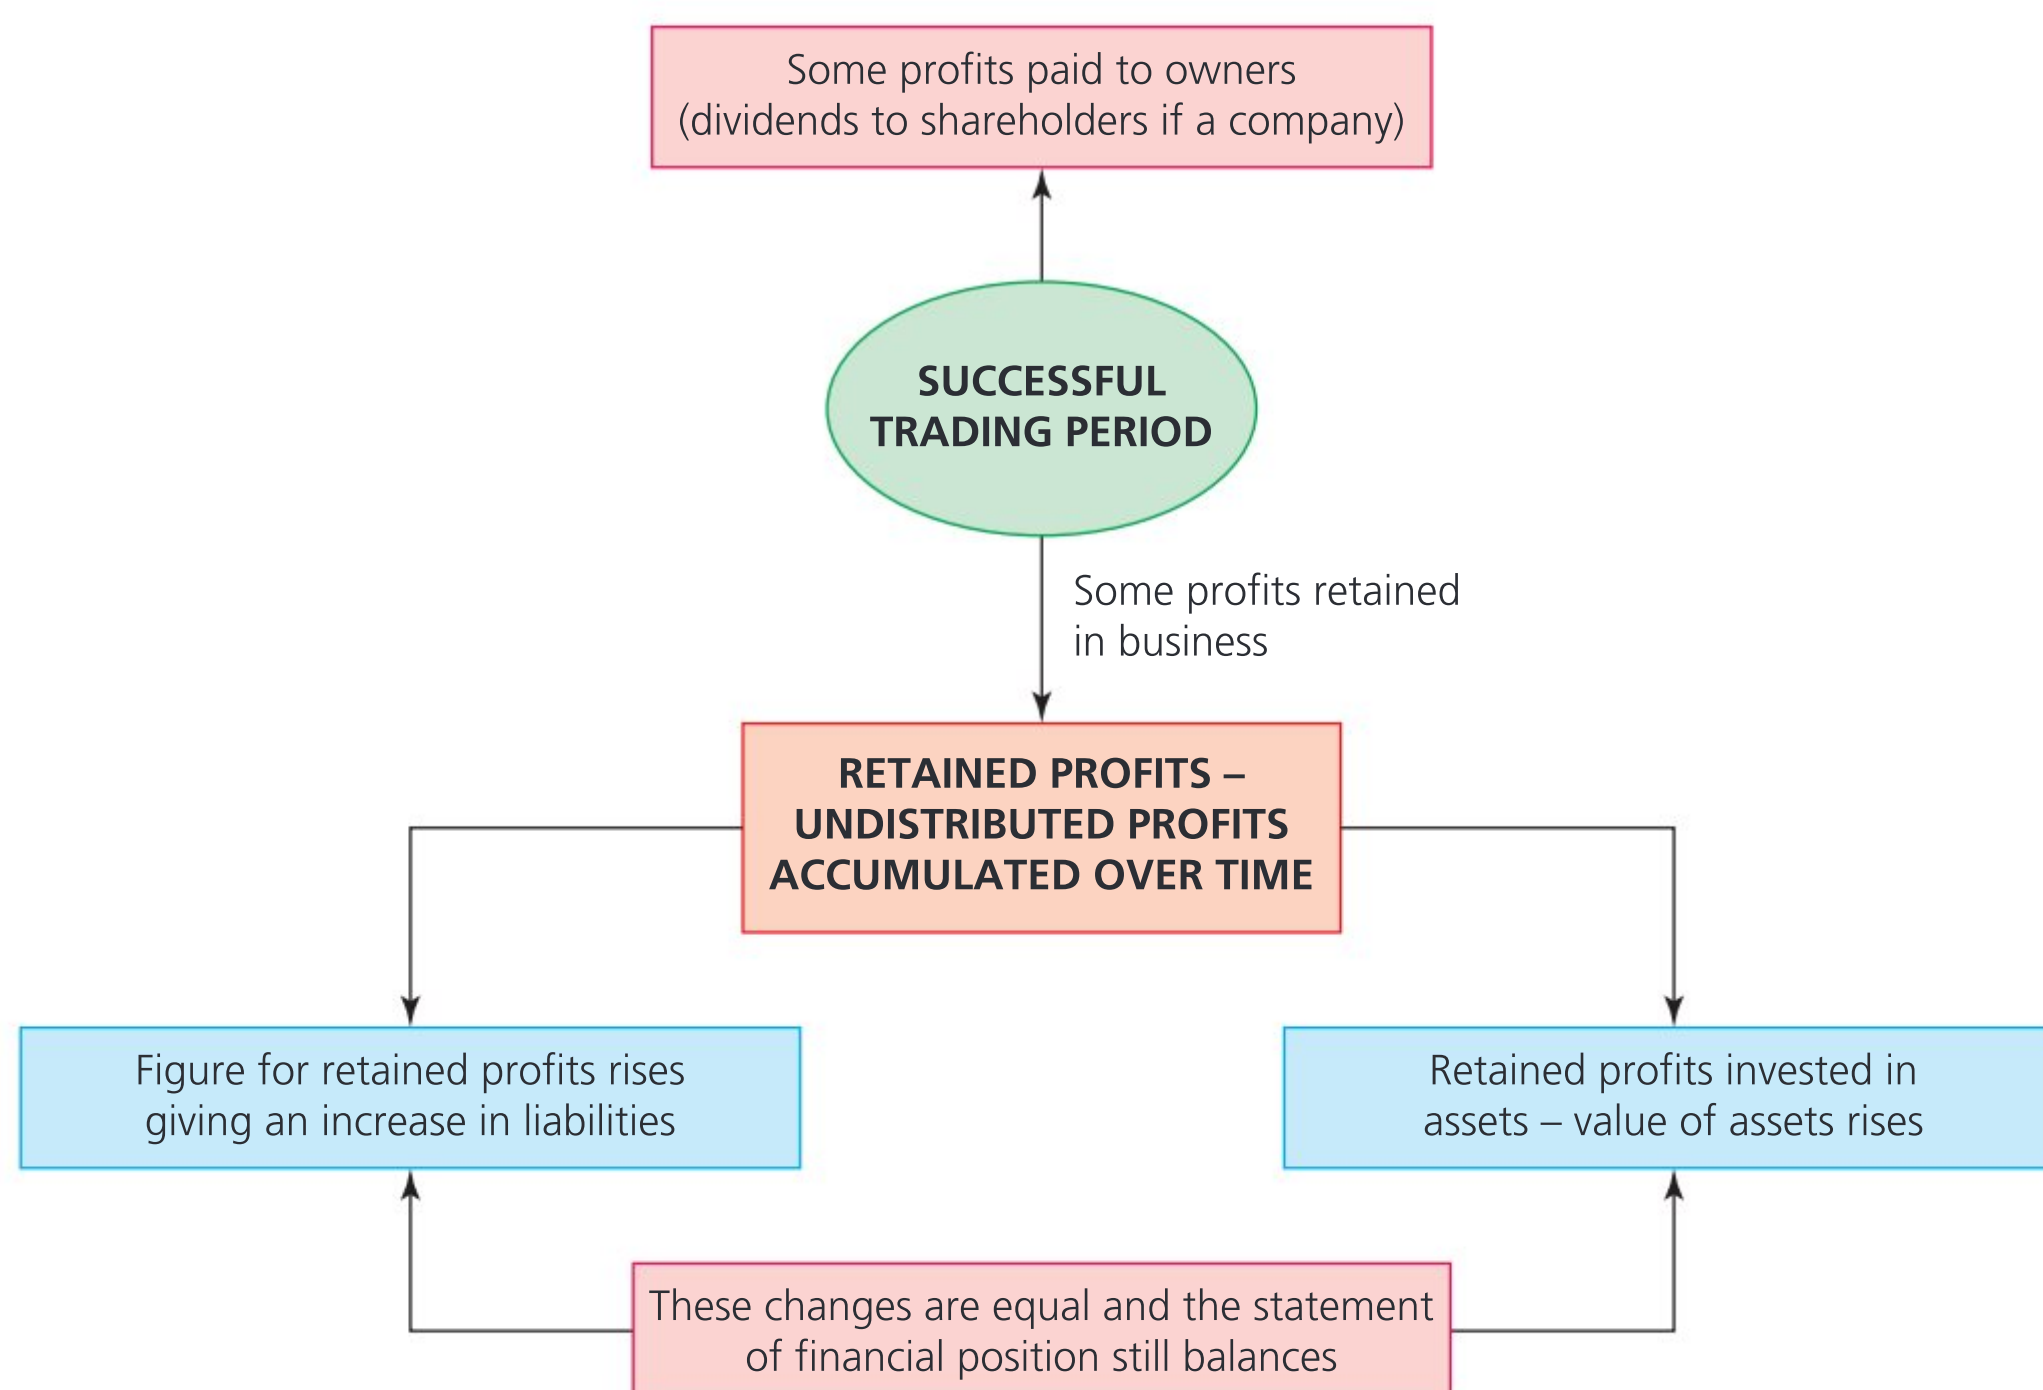 Some profits paid to owners
(dividends to shareholders if a company)
SUCCESSFUL
TRADING PERIOD
Some profits retained
in business
RETAINED PROFITS –
UNDISTRIBUTED PROFITS
ACCUMULATED OVER TIME
Figure for retained profits rises
giving an increase in liabilities
Retained profits invested in
assets – value of assets rises
These changes are equal and the statement
of financial position still balances